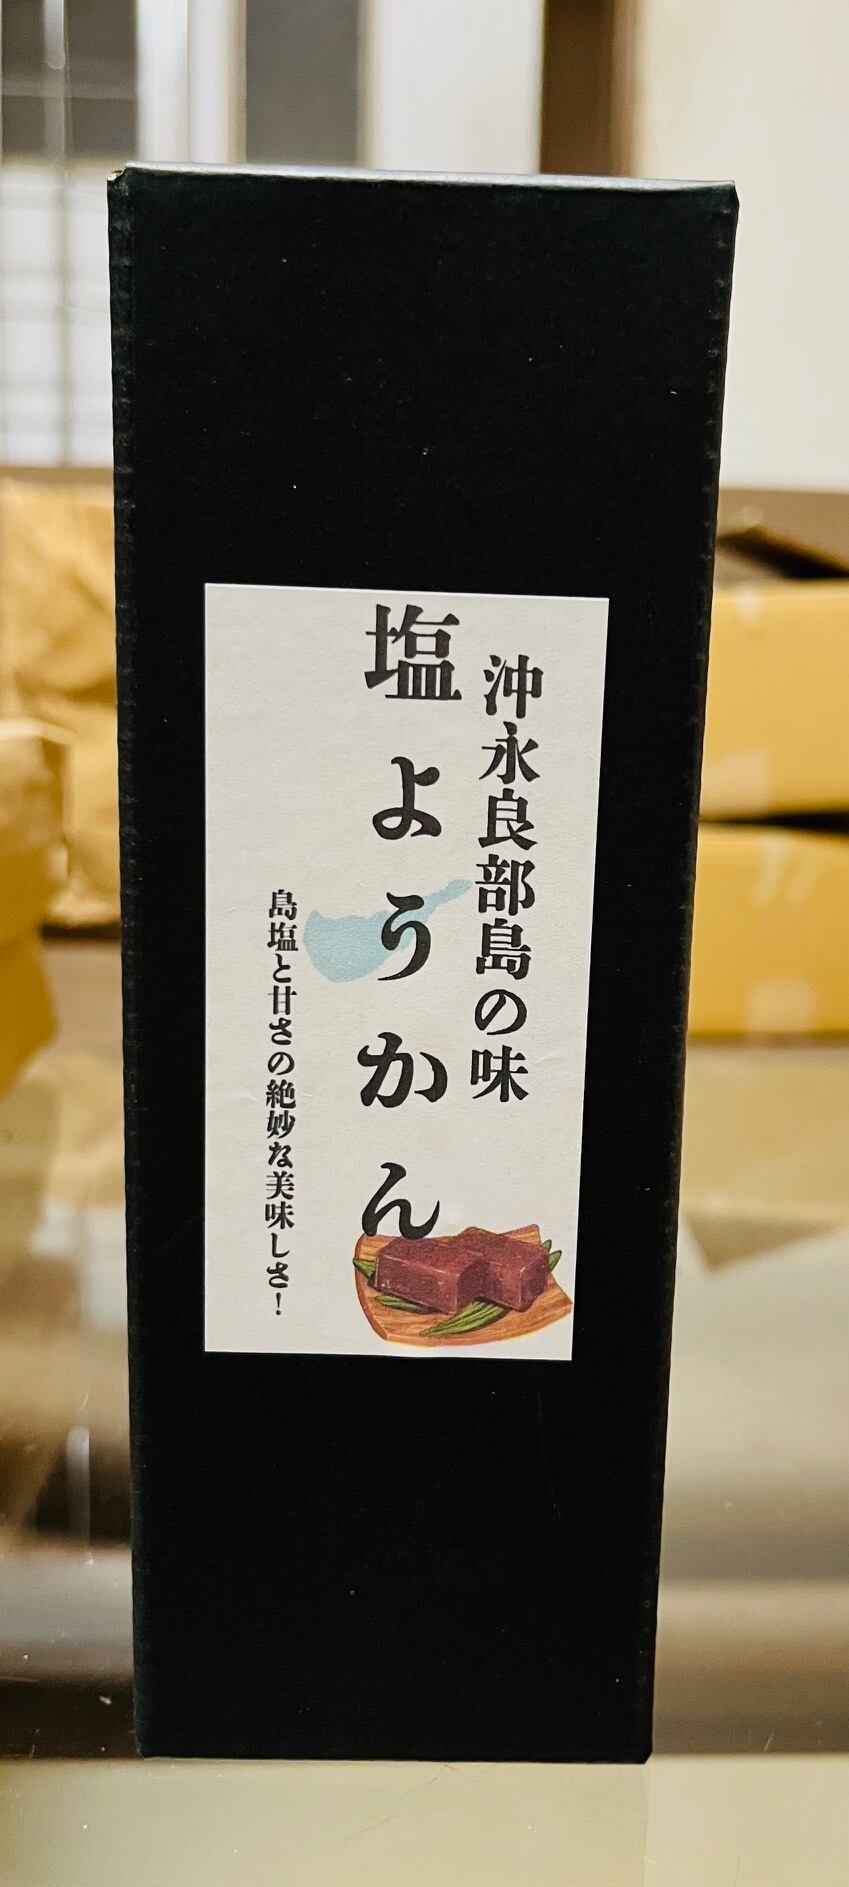 沖永良部島の味
塩ようかん
島塩と甘さの絶妙な美味しさ！